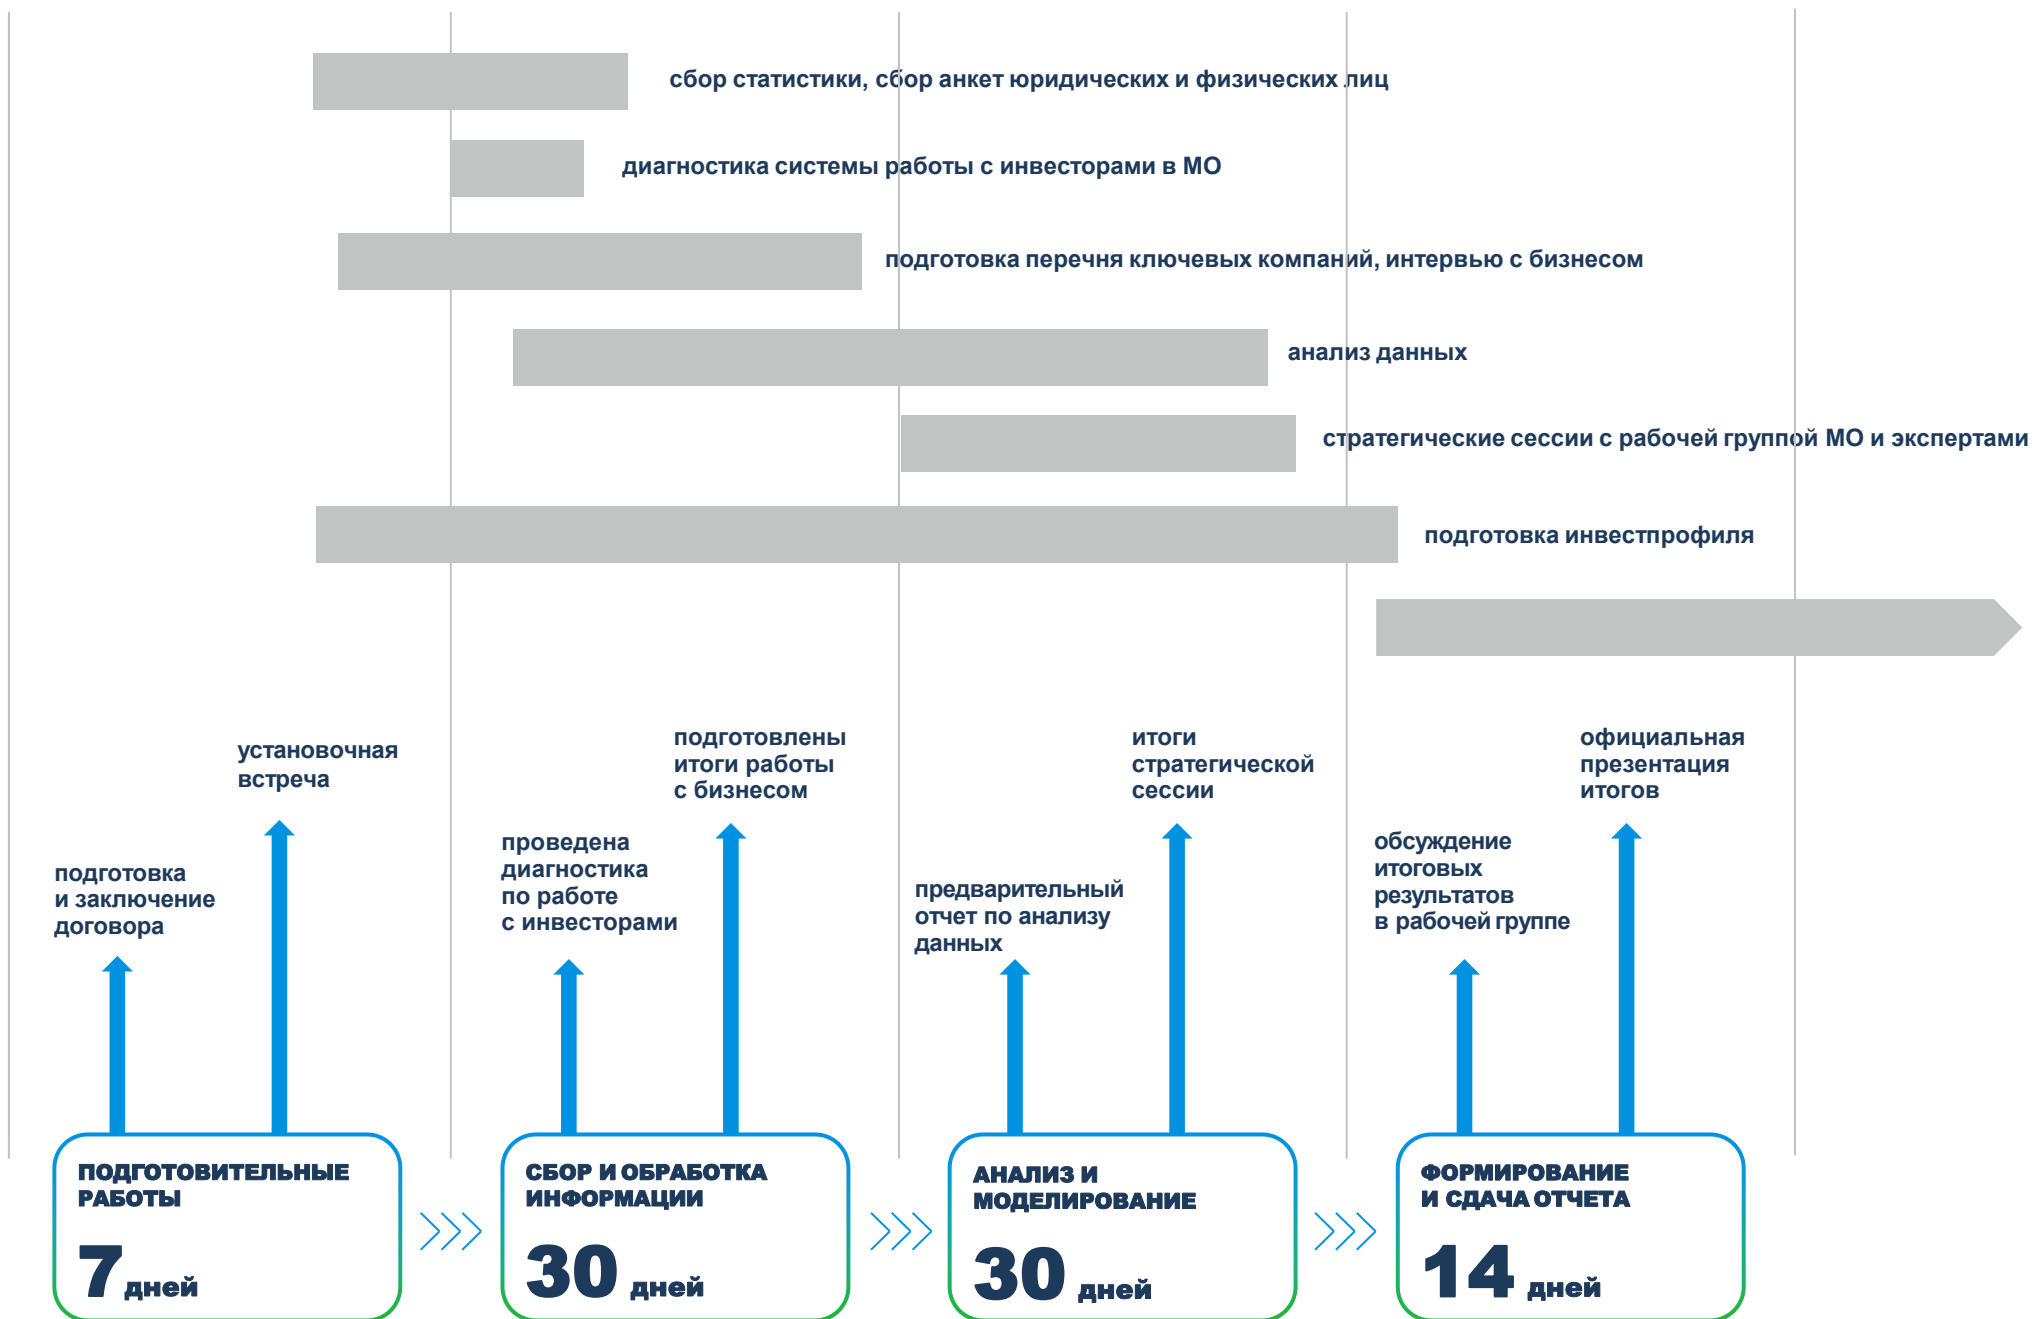 сбор статистики, сбор анкет юридических и физических лиц
диагностика системы работы с инвесторами в МО
подготовка перечня ключевых компаний, интервью с бизнесом
анализ данных
стратегические сессии с рабочей группой МО и экспертами
подготовка инвестпрофиля
подготовка
и заключение
договора
установочная
встреча
проведена
диагностика
по работе
с инвесторами
подготовлены
итоги работы
с бизнесом
предварительный
отчет по анализу
данных
итоги
стратегической
сессии
обсуждение
итоговых
результатов
в рабочей группе
официальная
презентация
итогов
ПОДГОТОВИТЕЛЬНЫЕ
РАБОТЫ
7 дней
СБОР И ОБРАБОТКА
ИНФОРМАЦИИ
30 дней
АНАЛИЗ И
МОДЕЛИРОВАНИЕ
30 дней
ФОРМИРОВАНИЕ
И СДАЧА ОТЧЕТА
14 дней